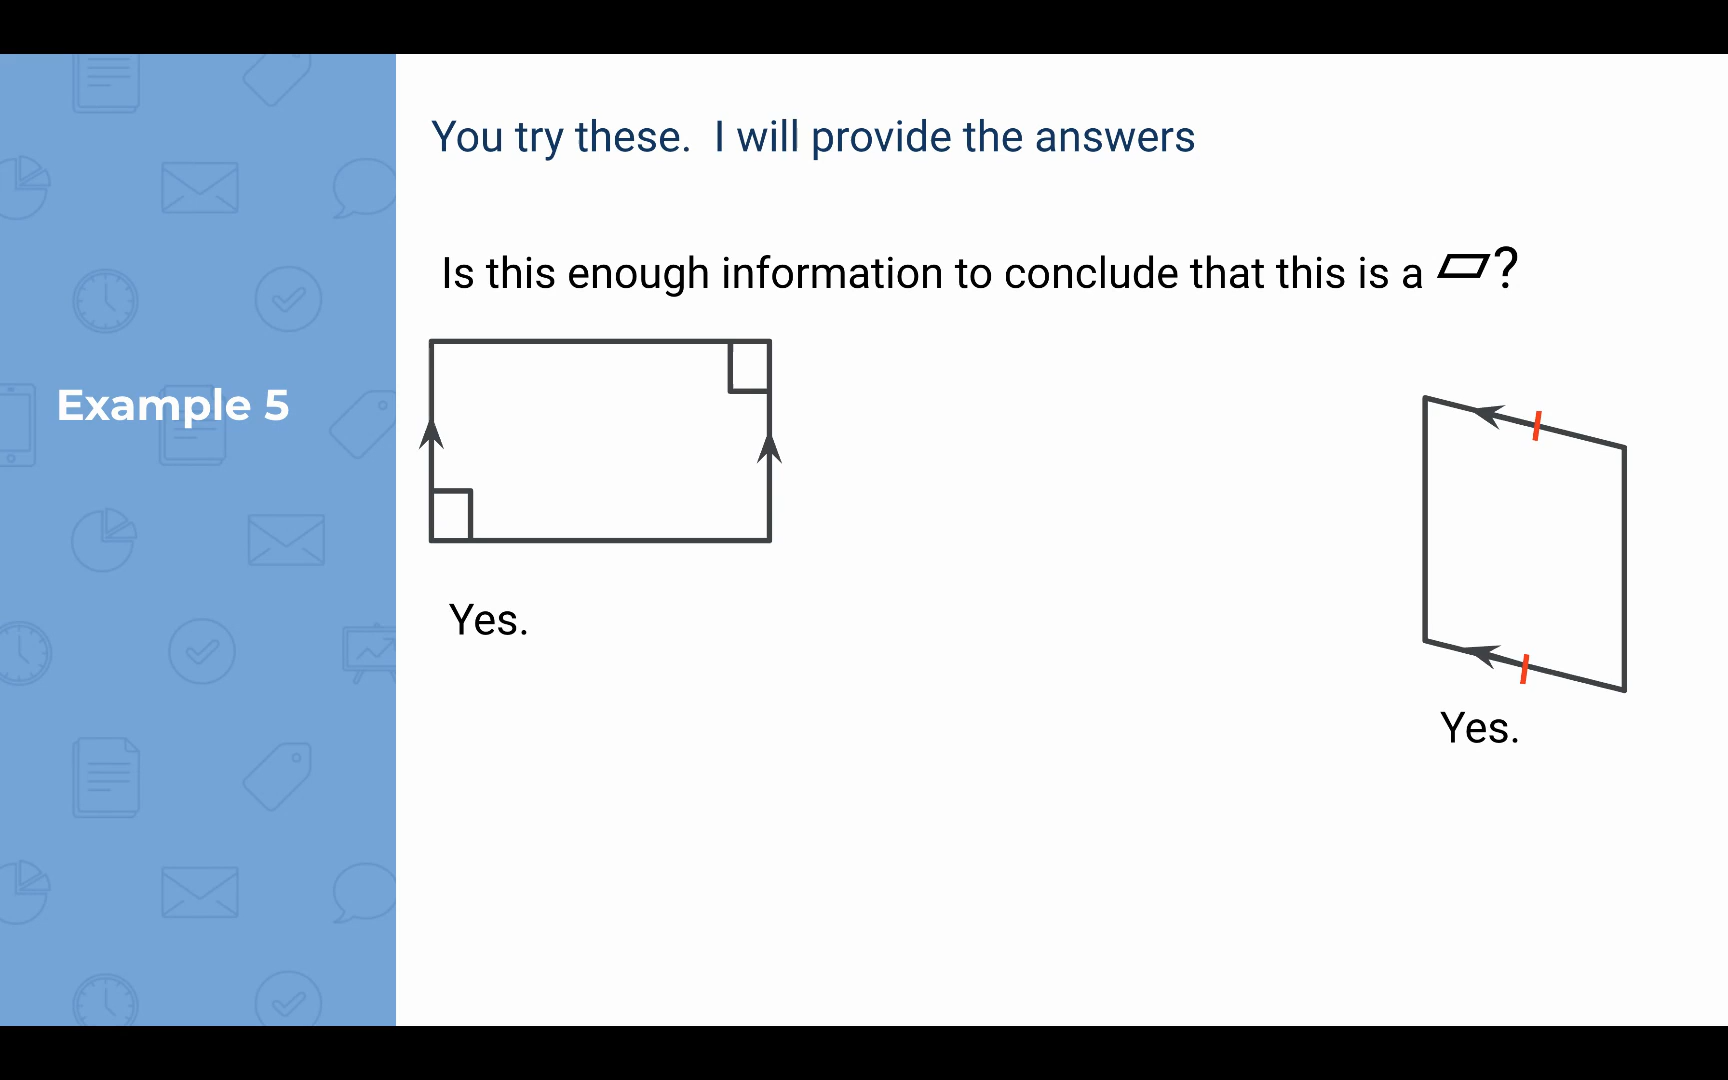 You try these. I will provide the answers
Is this enough information to conclude that this is a ▱?
Example 5
Yes.
Yes.